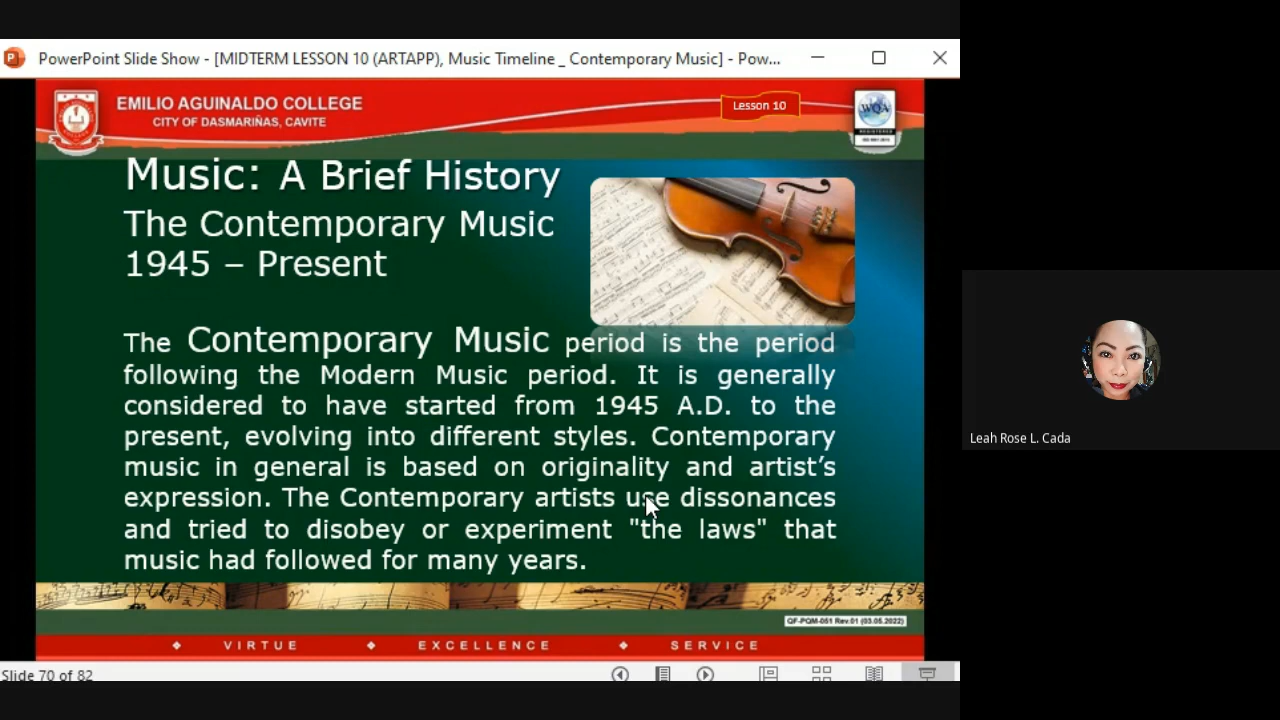 PowerPoint Slide Show - [MIDTERM LESSON 10 (ARTAPP), Music Timeline _ Contemporary Music] - Pow...
EMILIO AGUINALDO COLLEGE
CITY OF DASMARIÑAS, CAVITE
Lesson 10
WQA
Music: A Brief History
The Contemporary Music
1945 – Present
The Contemporary Music period is the period
following the Modern Music period. It is generally
considered to have started from 1945 A.D. to the
present, evolving into different styles. Contemporary
music in general is based on originality and artist's
expression. The Contemporary artists use dissonances
and tried to disobey or experiment "the laws" that
music had followed for many years.
QF-PQM-051 Rev.01 (03.05.2022)
VIRTUE
EXCELLENCE
SERVICE
Slide 70 of 82
Leah Rose L. Cada